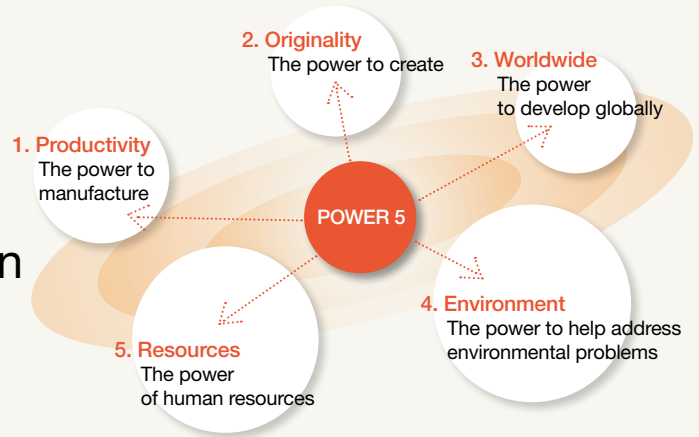 2. Originality
The power to create
3. Worldwide
The power
to develop globally
1. Productivity
The power to
manufacture
POWER 5
n
4. Environment
The power to help address
environmental problems
5. Resources
The power
of human resources